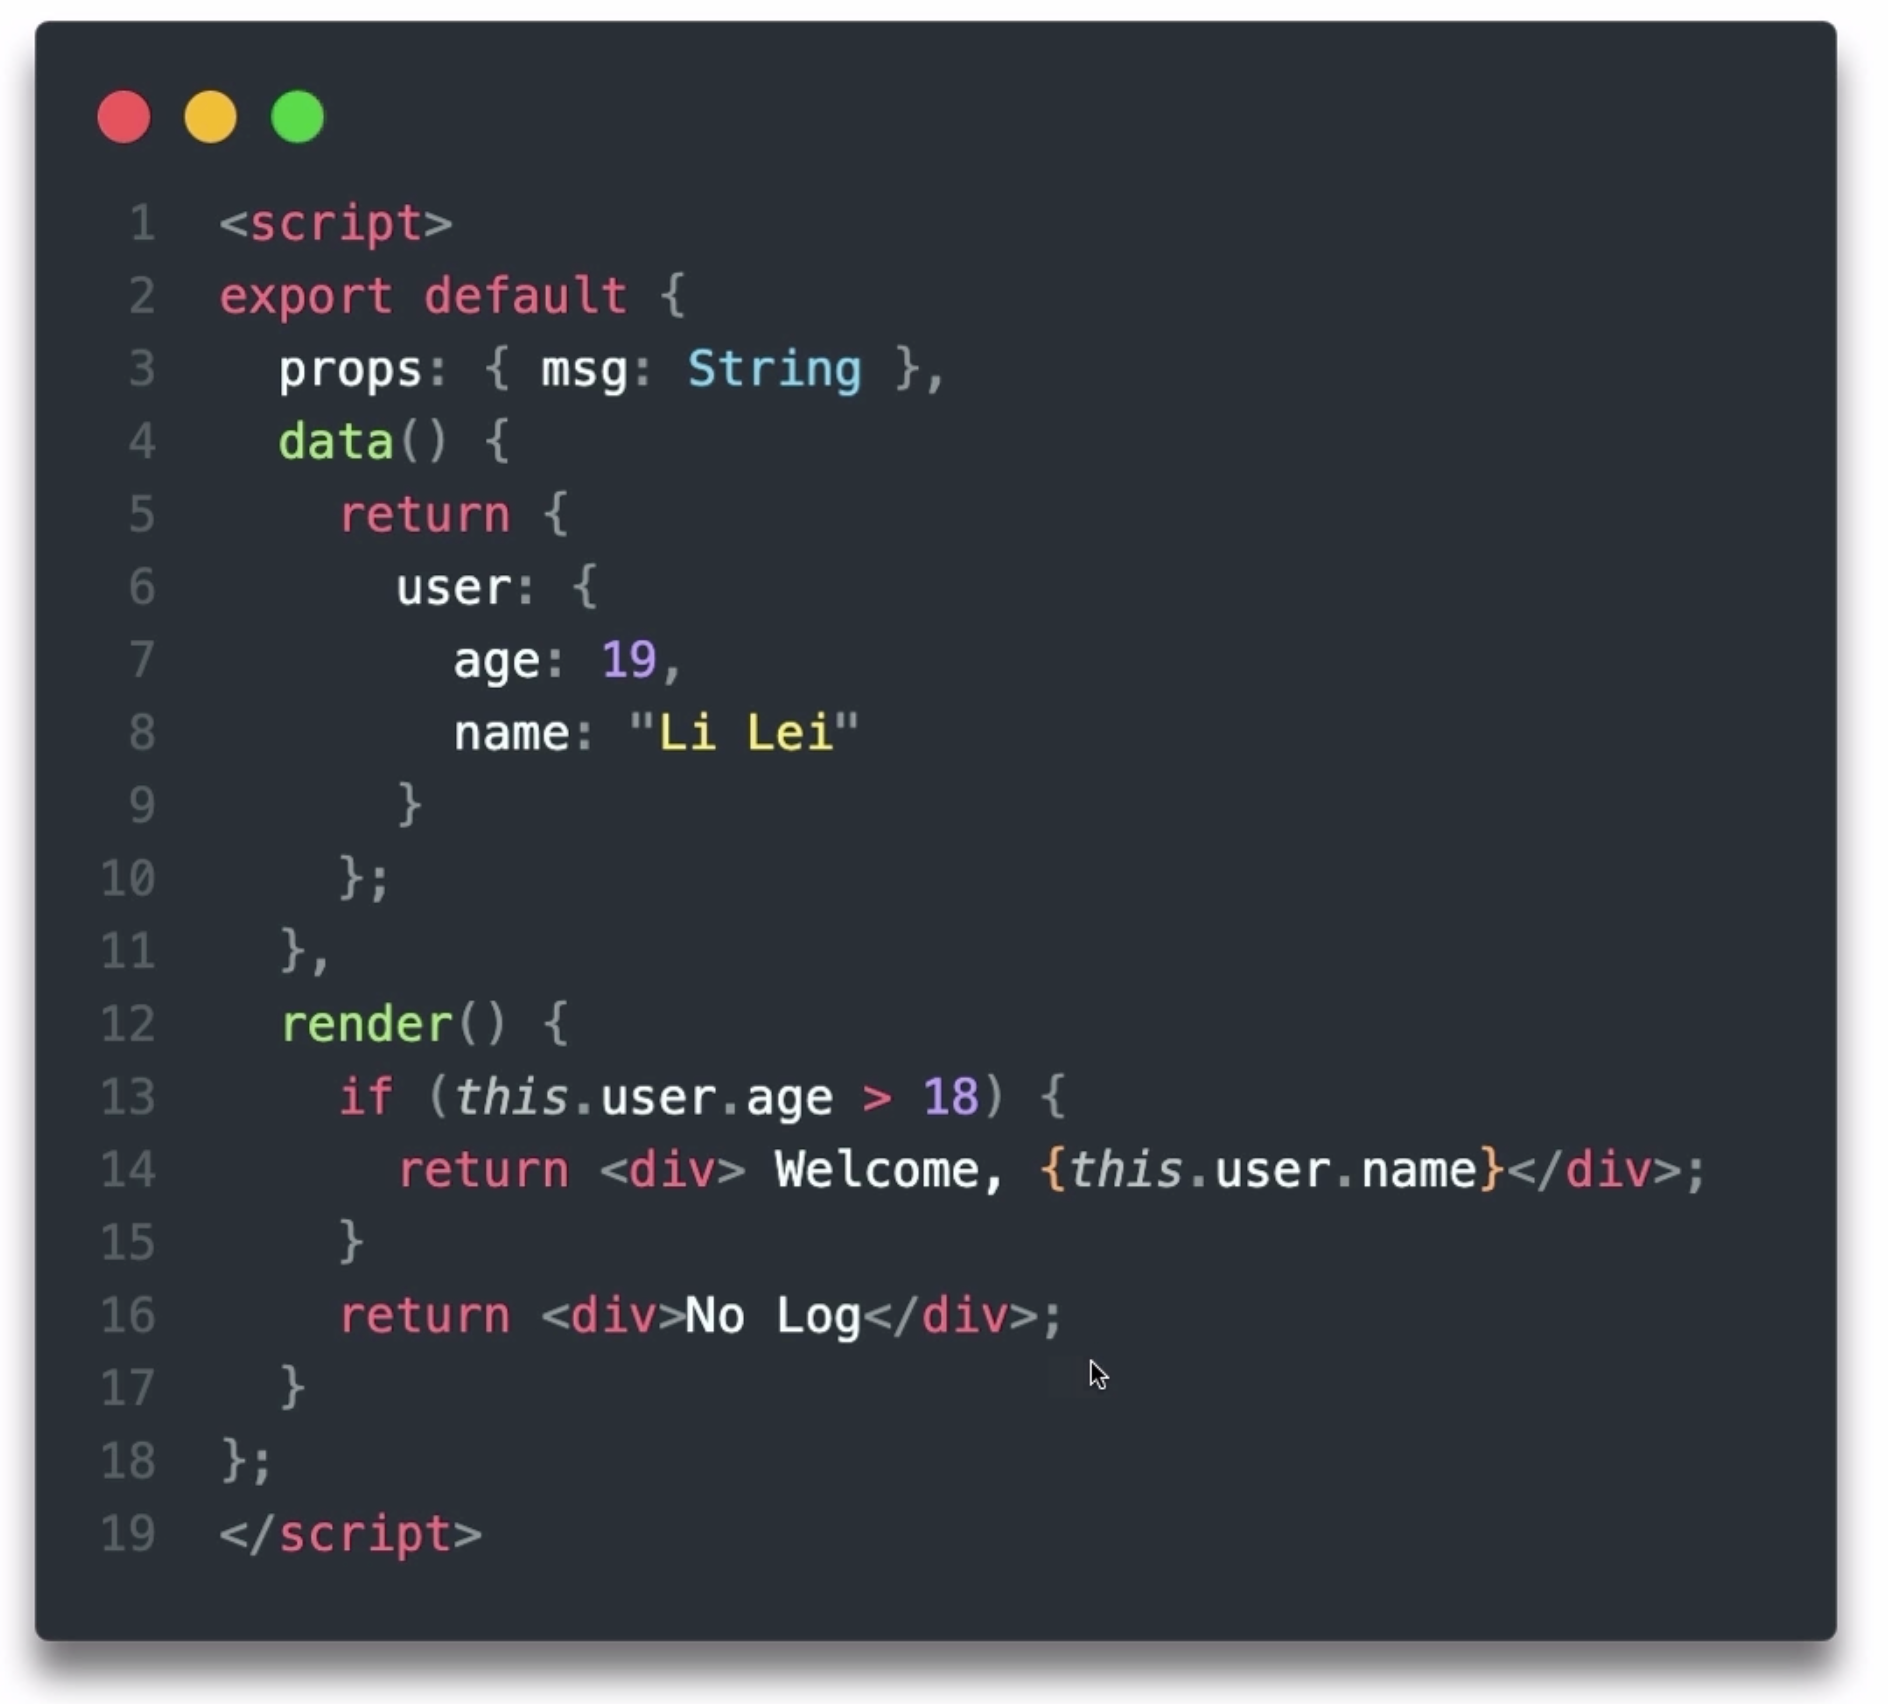 1 <script>
2 export default {
3   props: { msg: String },
4   data() {
5     return {
6       user: {
7         age: 19,
8         name: "Li Lei"
9       }
10     };
11   },
12   render() {
13     if (this.user.age > 18) {
14       return <div> Welcome, {this.user.name}</div>;
15     }
16     return <div>No Log</div>;
17   }
18 };
19 </script>